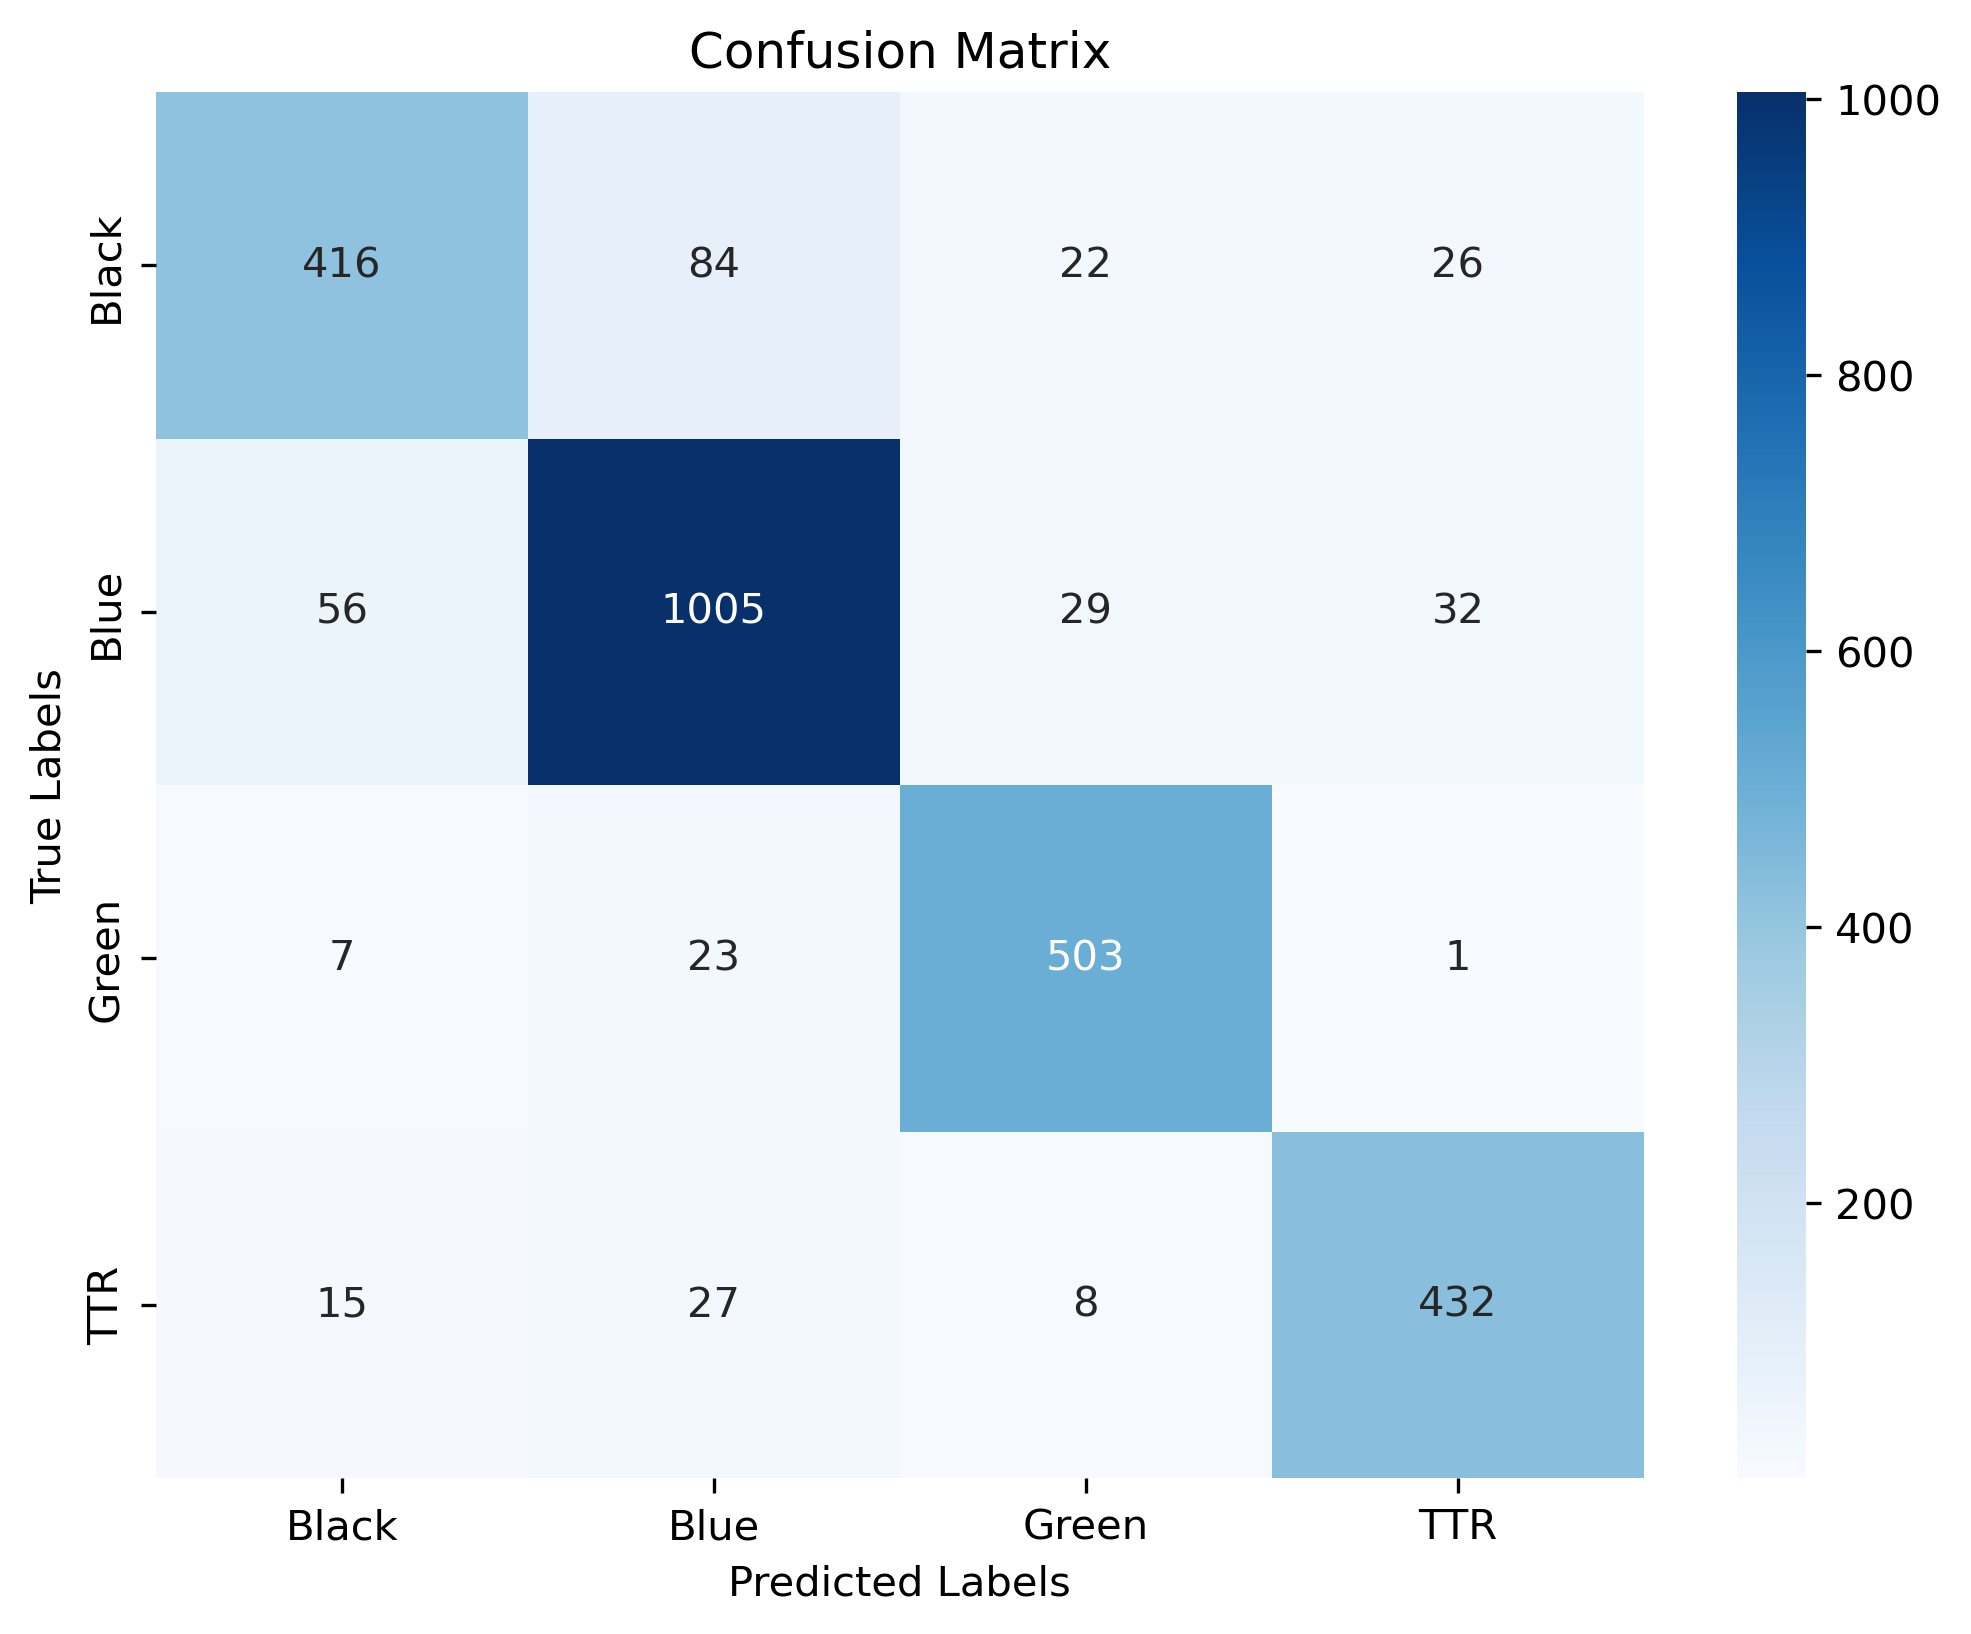 Confusion Matrix
True Labels
Black 416 84 22 26
Blue 56 1005 29 32
Green 7 23 503 1
TTR 15 27 8 432
Black Blue Green TTR
Predicted Labels
1000
800
600
400
200